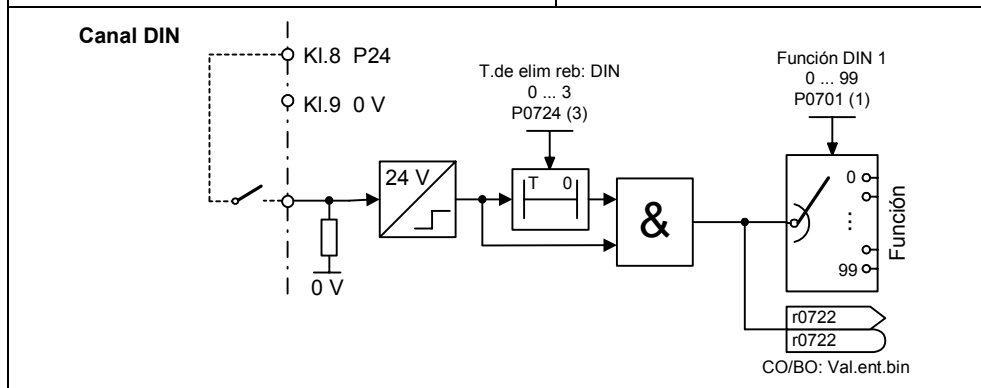 Canal DIN
Kl.8 P24
Kl.9 0 V
T.de elim reb: DIN
0 ... 3
P0724 (3)
Función DIN 1
0 ... 99
P0701 (1)
24 V
T 0
&
0
⋮
99
Función
0 V
r0722
r0722
CO/BO: Val.ent.bin